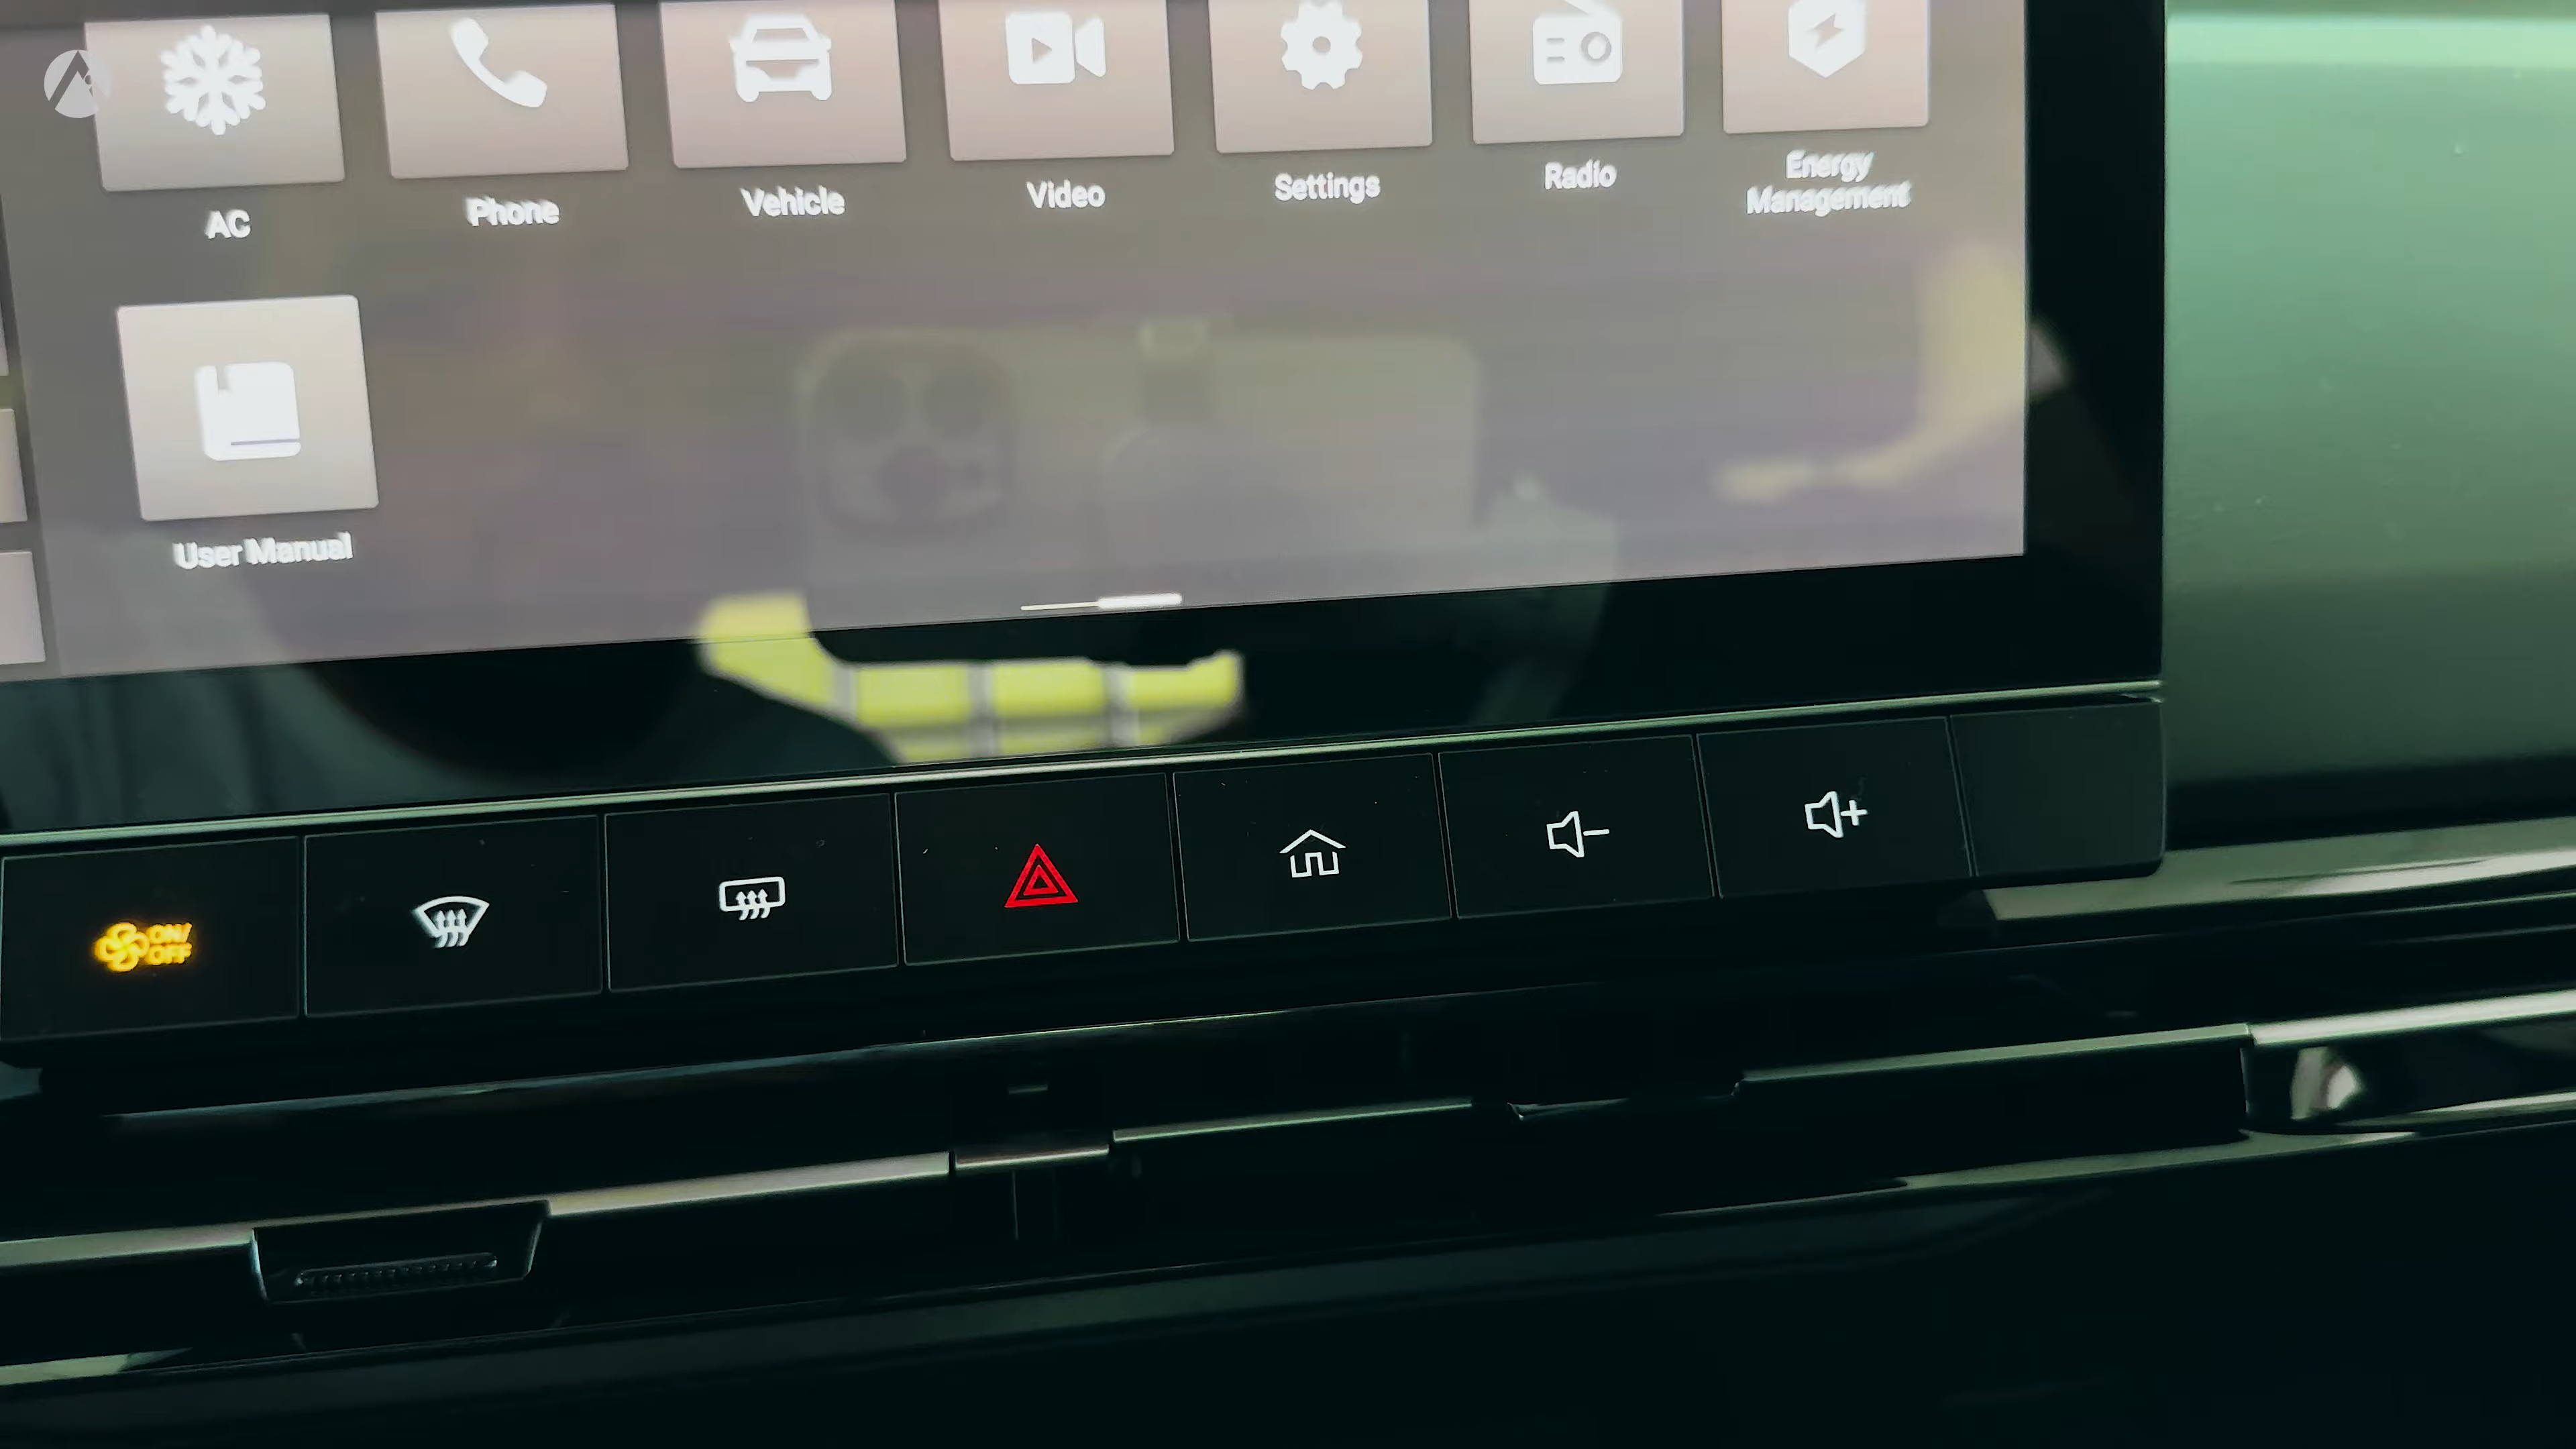 AC
Phone
Vehicle
Video
Settings
Radio
Energy
Management
User Manual
ON/
OFF